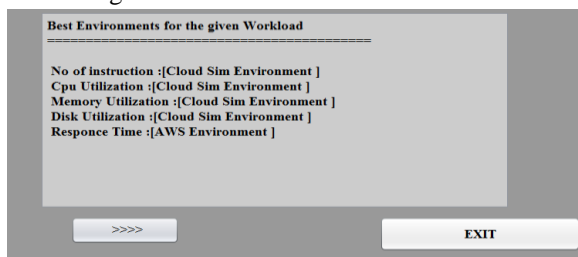 Best Environments for the given Workload
==========================================
No of instruction :[Cloud Sim Environment ]
Cpu Utilization :[Cloud Sim Environment ]
Memory Utilization :[Cloud Sim Environment ]
Disk Utilization :[Cloud Sim Environment ]
Responce Time :[AWS Environment ]
>>>>
EXIT